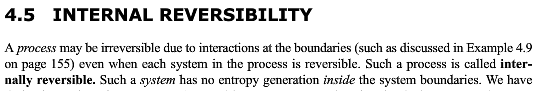 4.5 INTERNAL REVERSIBILITY
A process may be irreversible due to interactions at the boundaries (such as discussed in Example 4.9
on page 155) even when each system in the process is reversible. Such a process is called inter-
nally reversible. Such a system has no entropy generation inside the system boundaries. We have